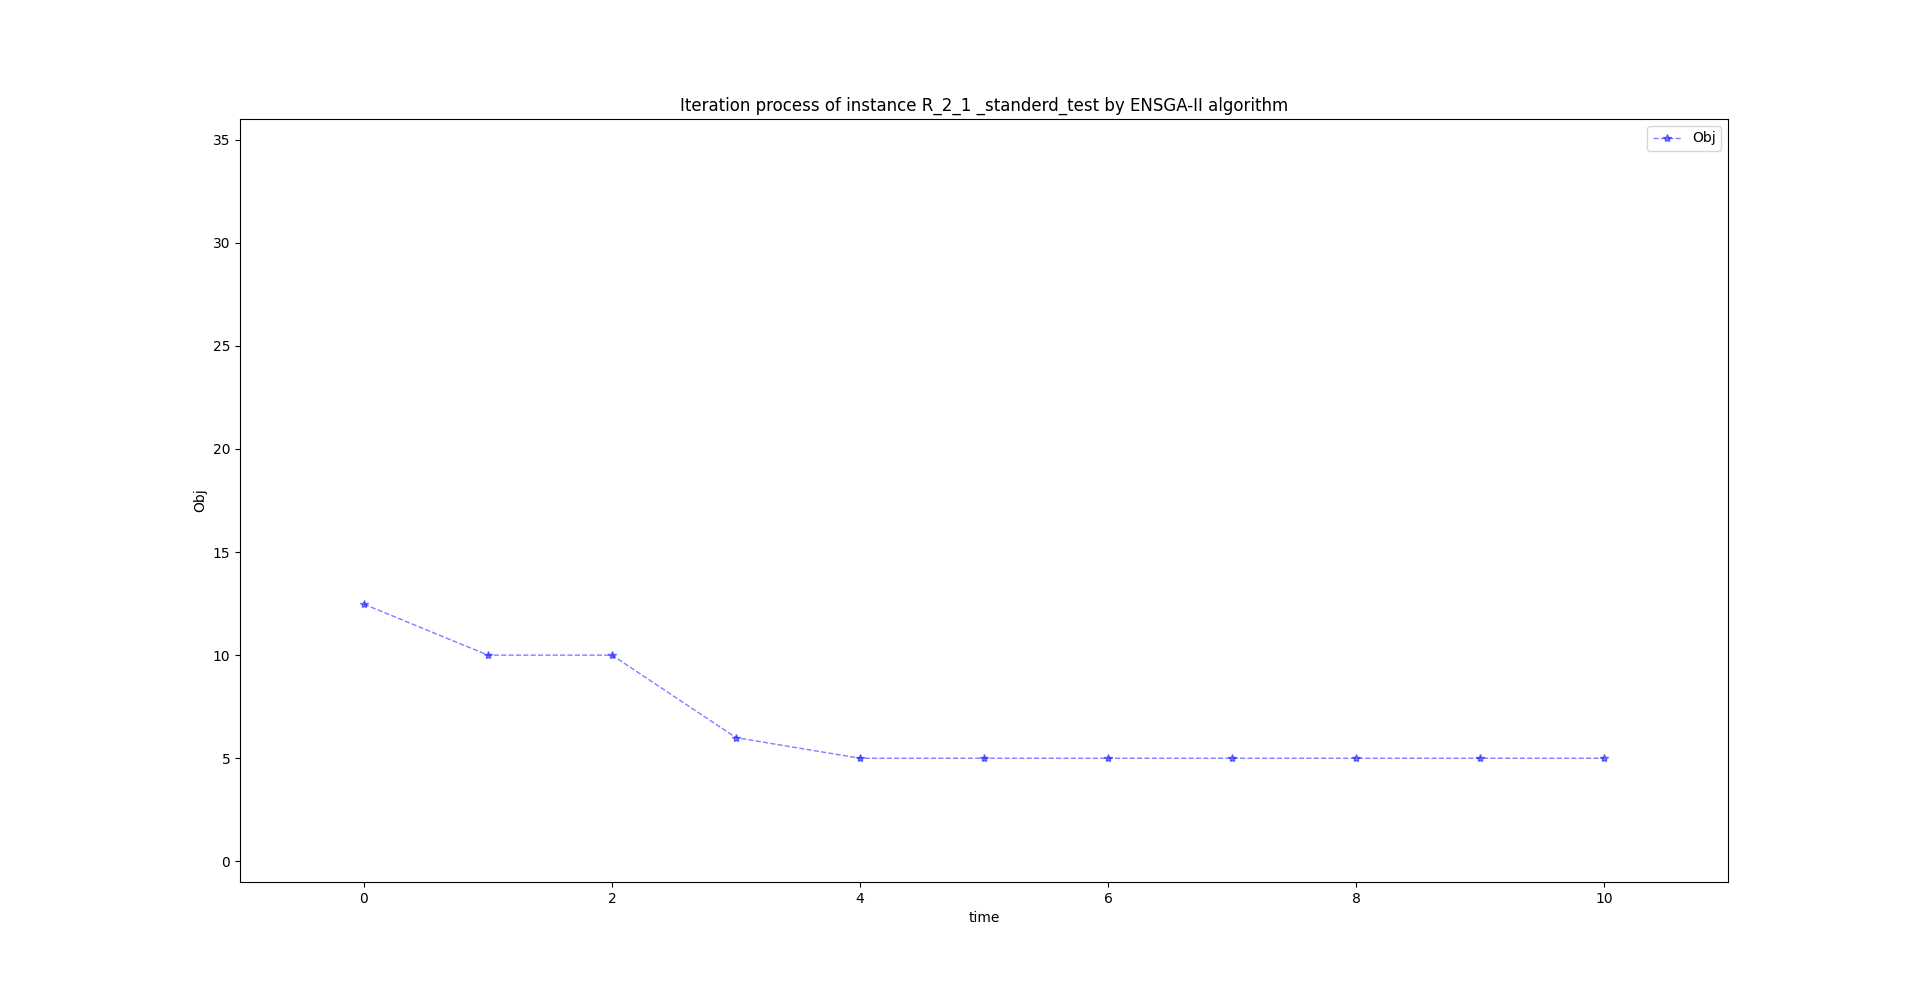 Iteration process of instance R_2_1 _standerd_test by ENSGA-II algorithm
Obj
35
30
25
20
15
10
5
0
Obj
0 2 4 6 8 10
time